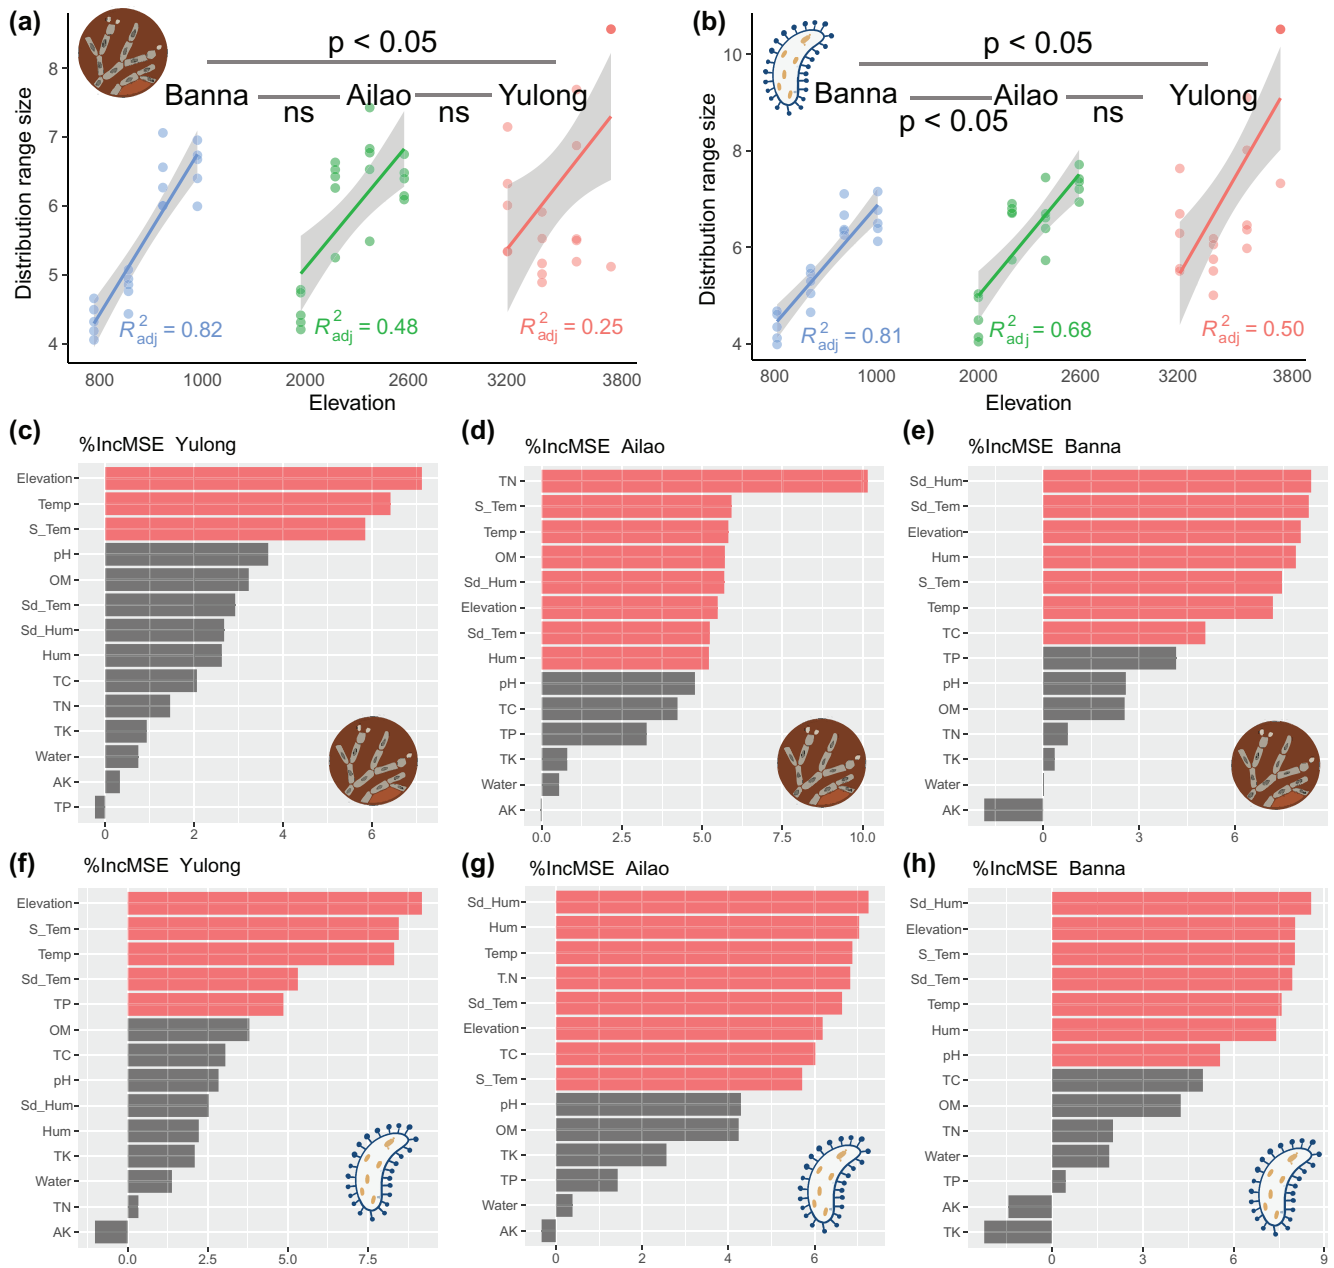 (a)
p < 0.05
Banna
Ailao
Yulong
ns
ns
Distribution range size
8
7
6
5
4
R²adj = 0.82
R²adj = 0.48
R²adj = 0.25
800
1000
2000
2600
3200
3800
Elevation
(b)
p < 0.05
Banna
Ailao
Yulong
p < 0.05
ns
Distribution range size
10
8
6
4
R²adj = 0.81
R²adj = 0.68
R²adj = 0.50
800
1000
2000
2600
3200
3800
Elevation
(c)
%IncMSE Yulong
Elevation
Temp
S_Tem
pH
OM
Sd_Tem
Sd_Hum
Hum
TC
TN
TK
Water
AK
TP
0
2
4
6
(d)
%IncMSE Ailao
TN
S_Tem
Temp
OM
Sd_Hum
Elevation
Sd_Tem
Hum
pH
TC
TP
TK
Water
AK
0.0
2.5
5.0
7.5
10.0
(e)
%IncMSE Banna
Sd_Hum
Sd_Tem
Elevation
Hum
S_Tem
Temp
TC
TP
pH
OM
TN
TK
Water
AK
0
3
6
(f)
%IncMSE Yulong
Elevation
S_Tem
Temp
Sd_Tem
TP
OM
TC
pH
Sd_Hum
Hum
TK
Water
TN
AK
0.0
2.5
5.0
7.5
(g)
%IncMSE Ailao
Sd_Hum
Hum
Temp
T.N
Sd_Tem
Elevation
TC
S_Tem
pH
OM
TK
TP
Water
AK
0
2
4
6
(h)
%IncMSE Banna
Sd_Hum
Elevation
S_Tem
Sd_Tem
Temp
Hum
pH
TC
OM
TN
Water
TP
AK
TK
0
3
6
9